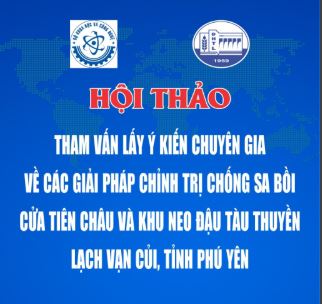 1959
HỘI THẢO
THAM VẤN LẤY Ý KIẾN CHUYÊN GIA
VỀ CÁC GIẢI PHÁP CHỈNH TRỊ CHỐNG SA BỒI
CỬA TIÊN CHÂU VÀ KHU NEO ĐẬU TÀU THUYỀN
LẠCH VẠN CỦI, TỈNH PHÚ YÊN